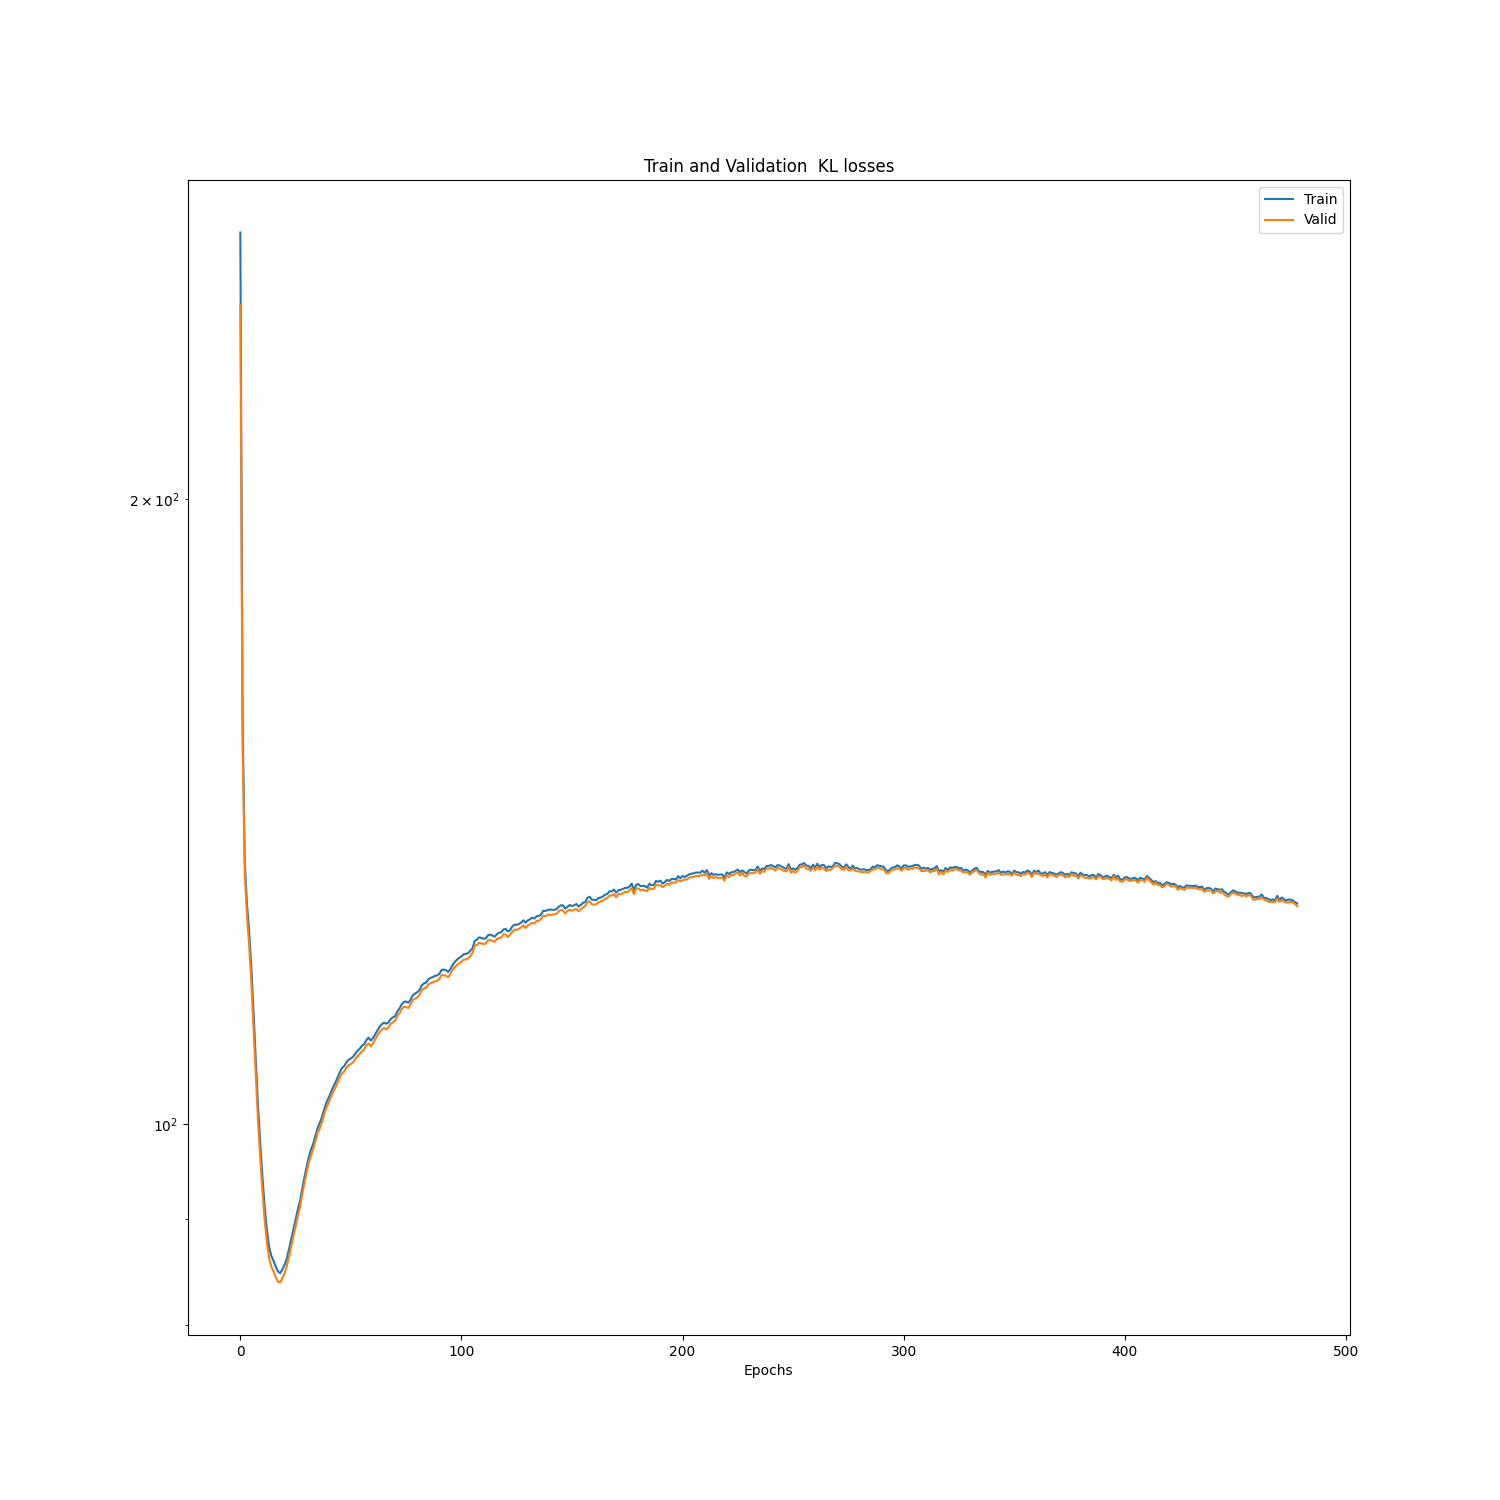 Train and Validation  KL losses
Train
Valid
2 × 10²
10²
0 100 200 300 400 500
Epochs